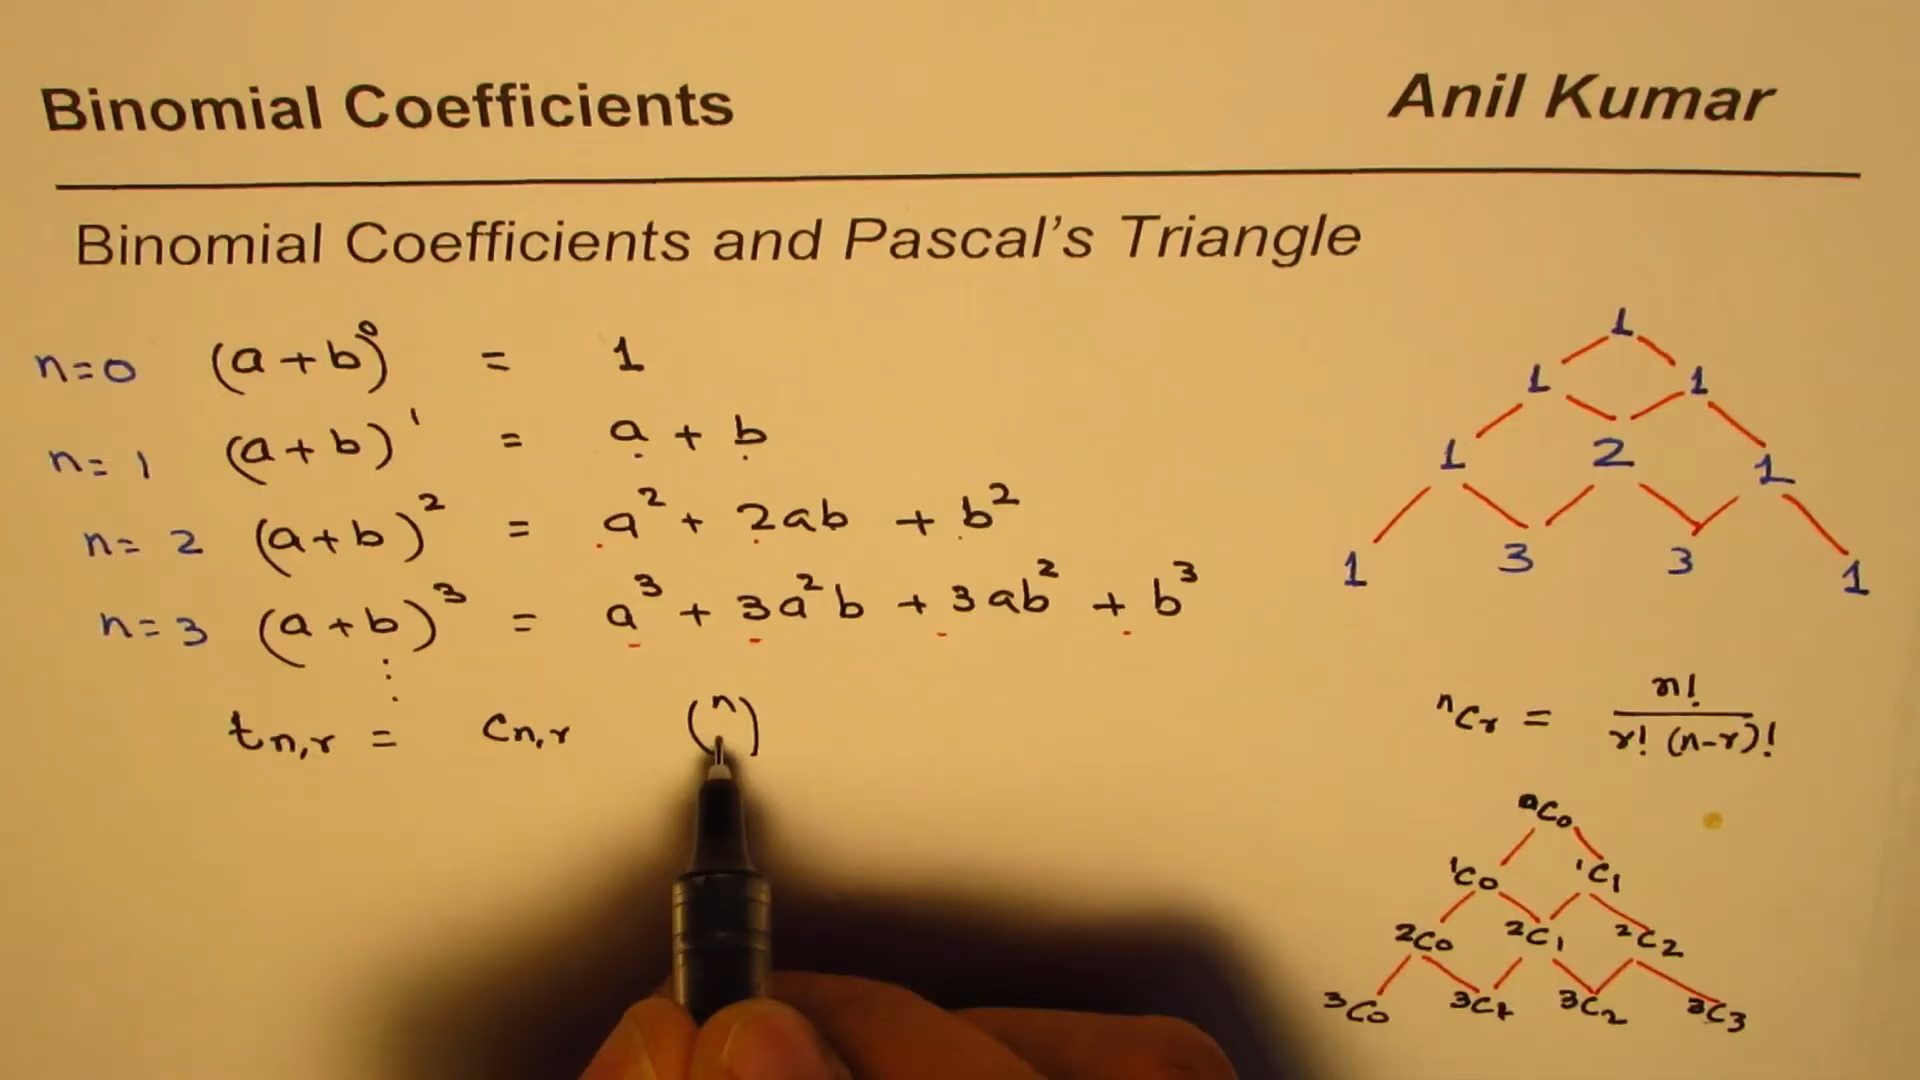 Binomial Coefficients
Anil Kumar
Binomial Coefficients and Pascal's Triangle
n=0 (a+b)⁰ = 1
n=1 (a+b)¹ = a + b
n=2 (a+b)² = a² + 2ab + b²
n=3 (a+b)³ = a³ + 3a²b + 3ab² + b³
⋮
tn,r = Cn,r (n)
1
1 1
1 2 1
1 3 3 1
ⁿCr = n! / r! (n-r)!
⁰C₀
¹C₀ ¹C₁
²C₀ ²C₁ ²C₂
³C₀ ³C₁ ³C₂ ³C₃